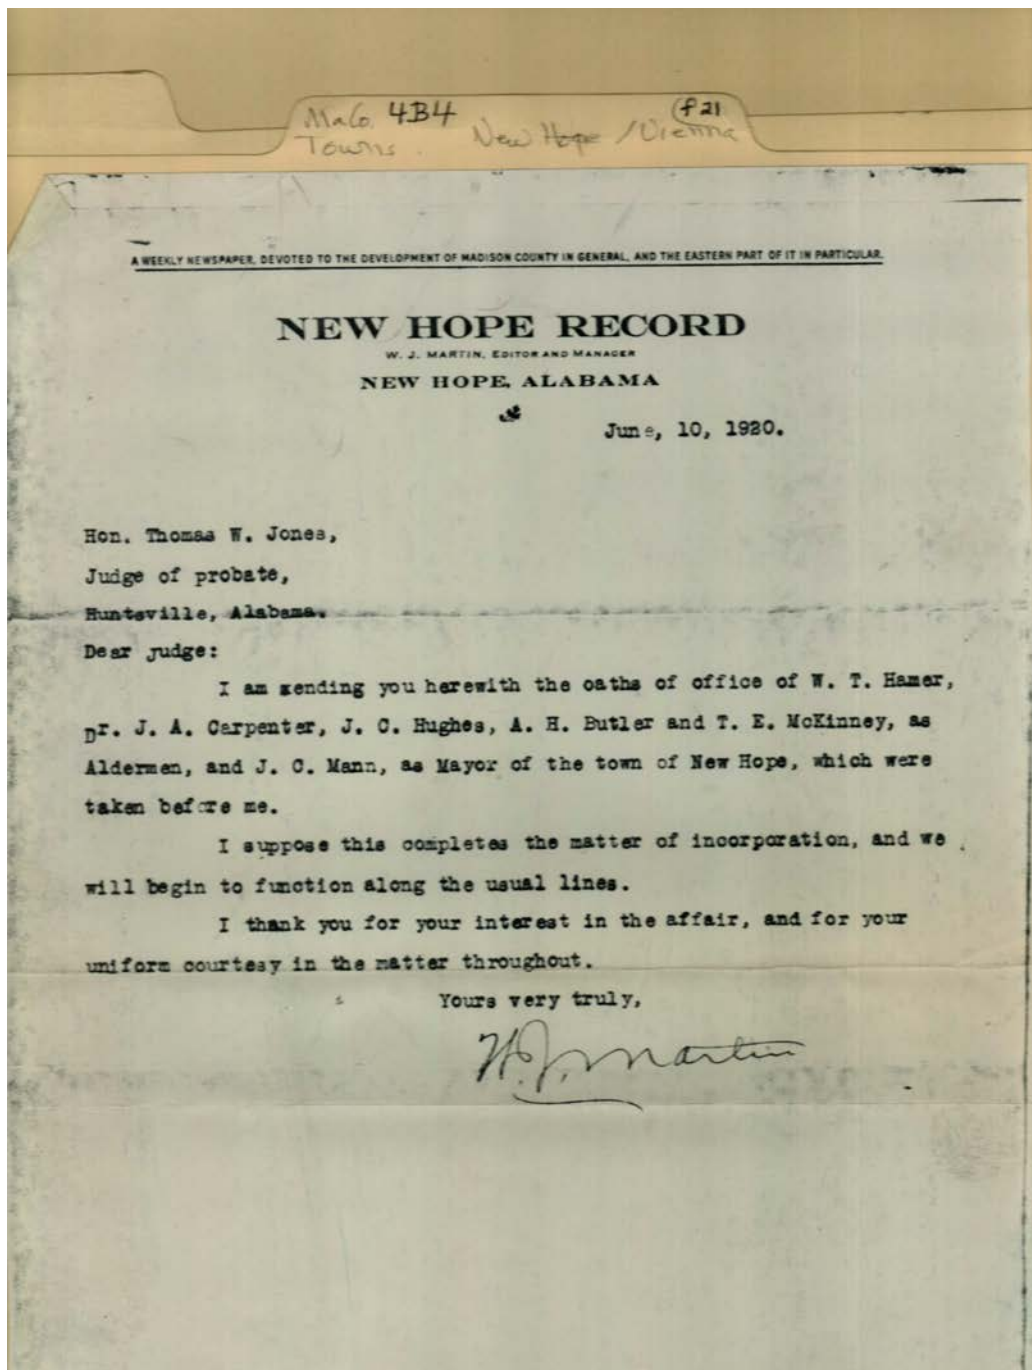 MaCo. 4B4 f 21
Towns. New Hope / Vienna
A WEEKLY NEWSPAPER, DEVOTED TO THE DEVELOPMENT OF MADISON COUNTY IN GENERAL, AND THE EASTERN PART OF IT IN PARTICULAR.
NEW HOPE RECORD
W. J. MARTIN, EDITOR AND MANAGER
NEW HOPE, ALABAMA
June, 10, 1920.
Hon. Thomas W. Jones,
Judge of probate,
Huntsville, Alabama.
Dear Judge:
I am sending you herewith the oaths of office of W. T. Hamer,
Dr. J. A. Carpenter, J. C. Hughes, A. H. Butler and T. E. McKinney, as
Aldermen, and J. C. Mann, as Mayor of the town of New Hope, which were
taken before me.
I suppose this completes the matter of incorporation, and we
will begin to function along the usual lines.
I thank you for your interest in the affair, and for your
uniform courtesy in the matter throughout.
Yours very truly,
W. J. Martin